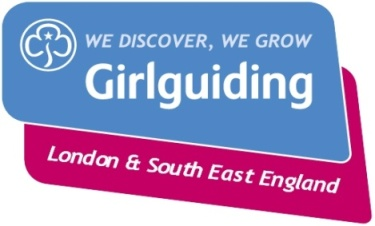 WE DISCOVER, WE GROW
Girlguiding
London & South East England